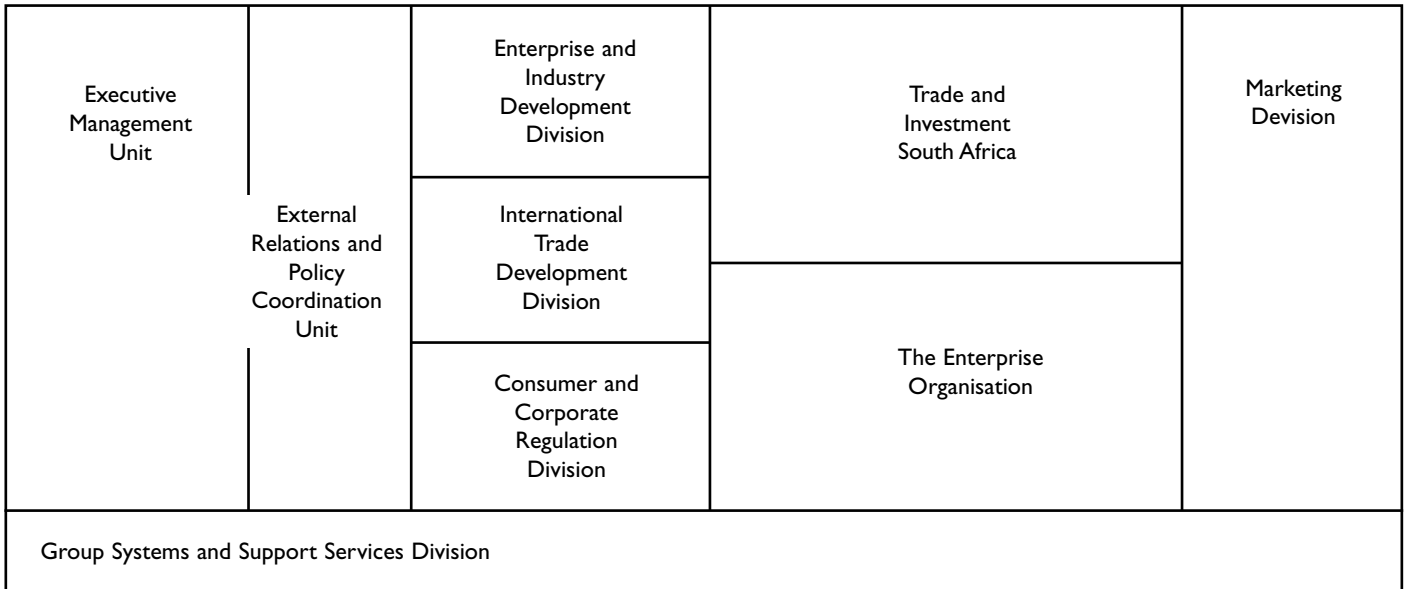 Executive
Management
Unit
External
Relations and
Policy
Coordination
Unit
Enterprise and
Industry
Development
Division
International
Trade
Development
Division
Consumer and
Corporate
Regulation
Division
Trade and
Investment
South Africa
The Enterprise
Organisation
Marketing
Devision
Group Systems and Support Services Division